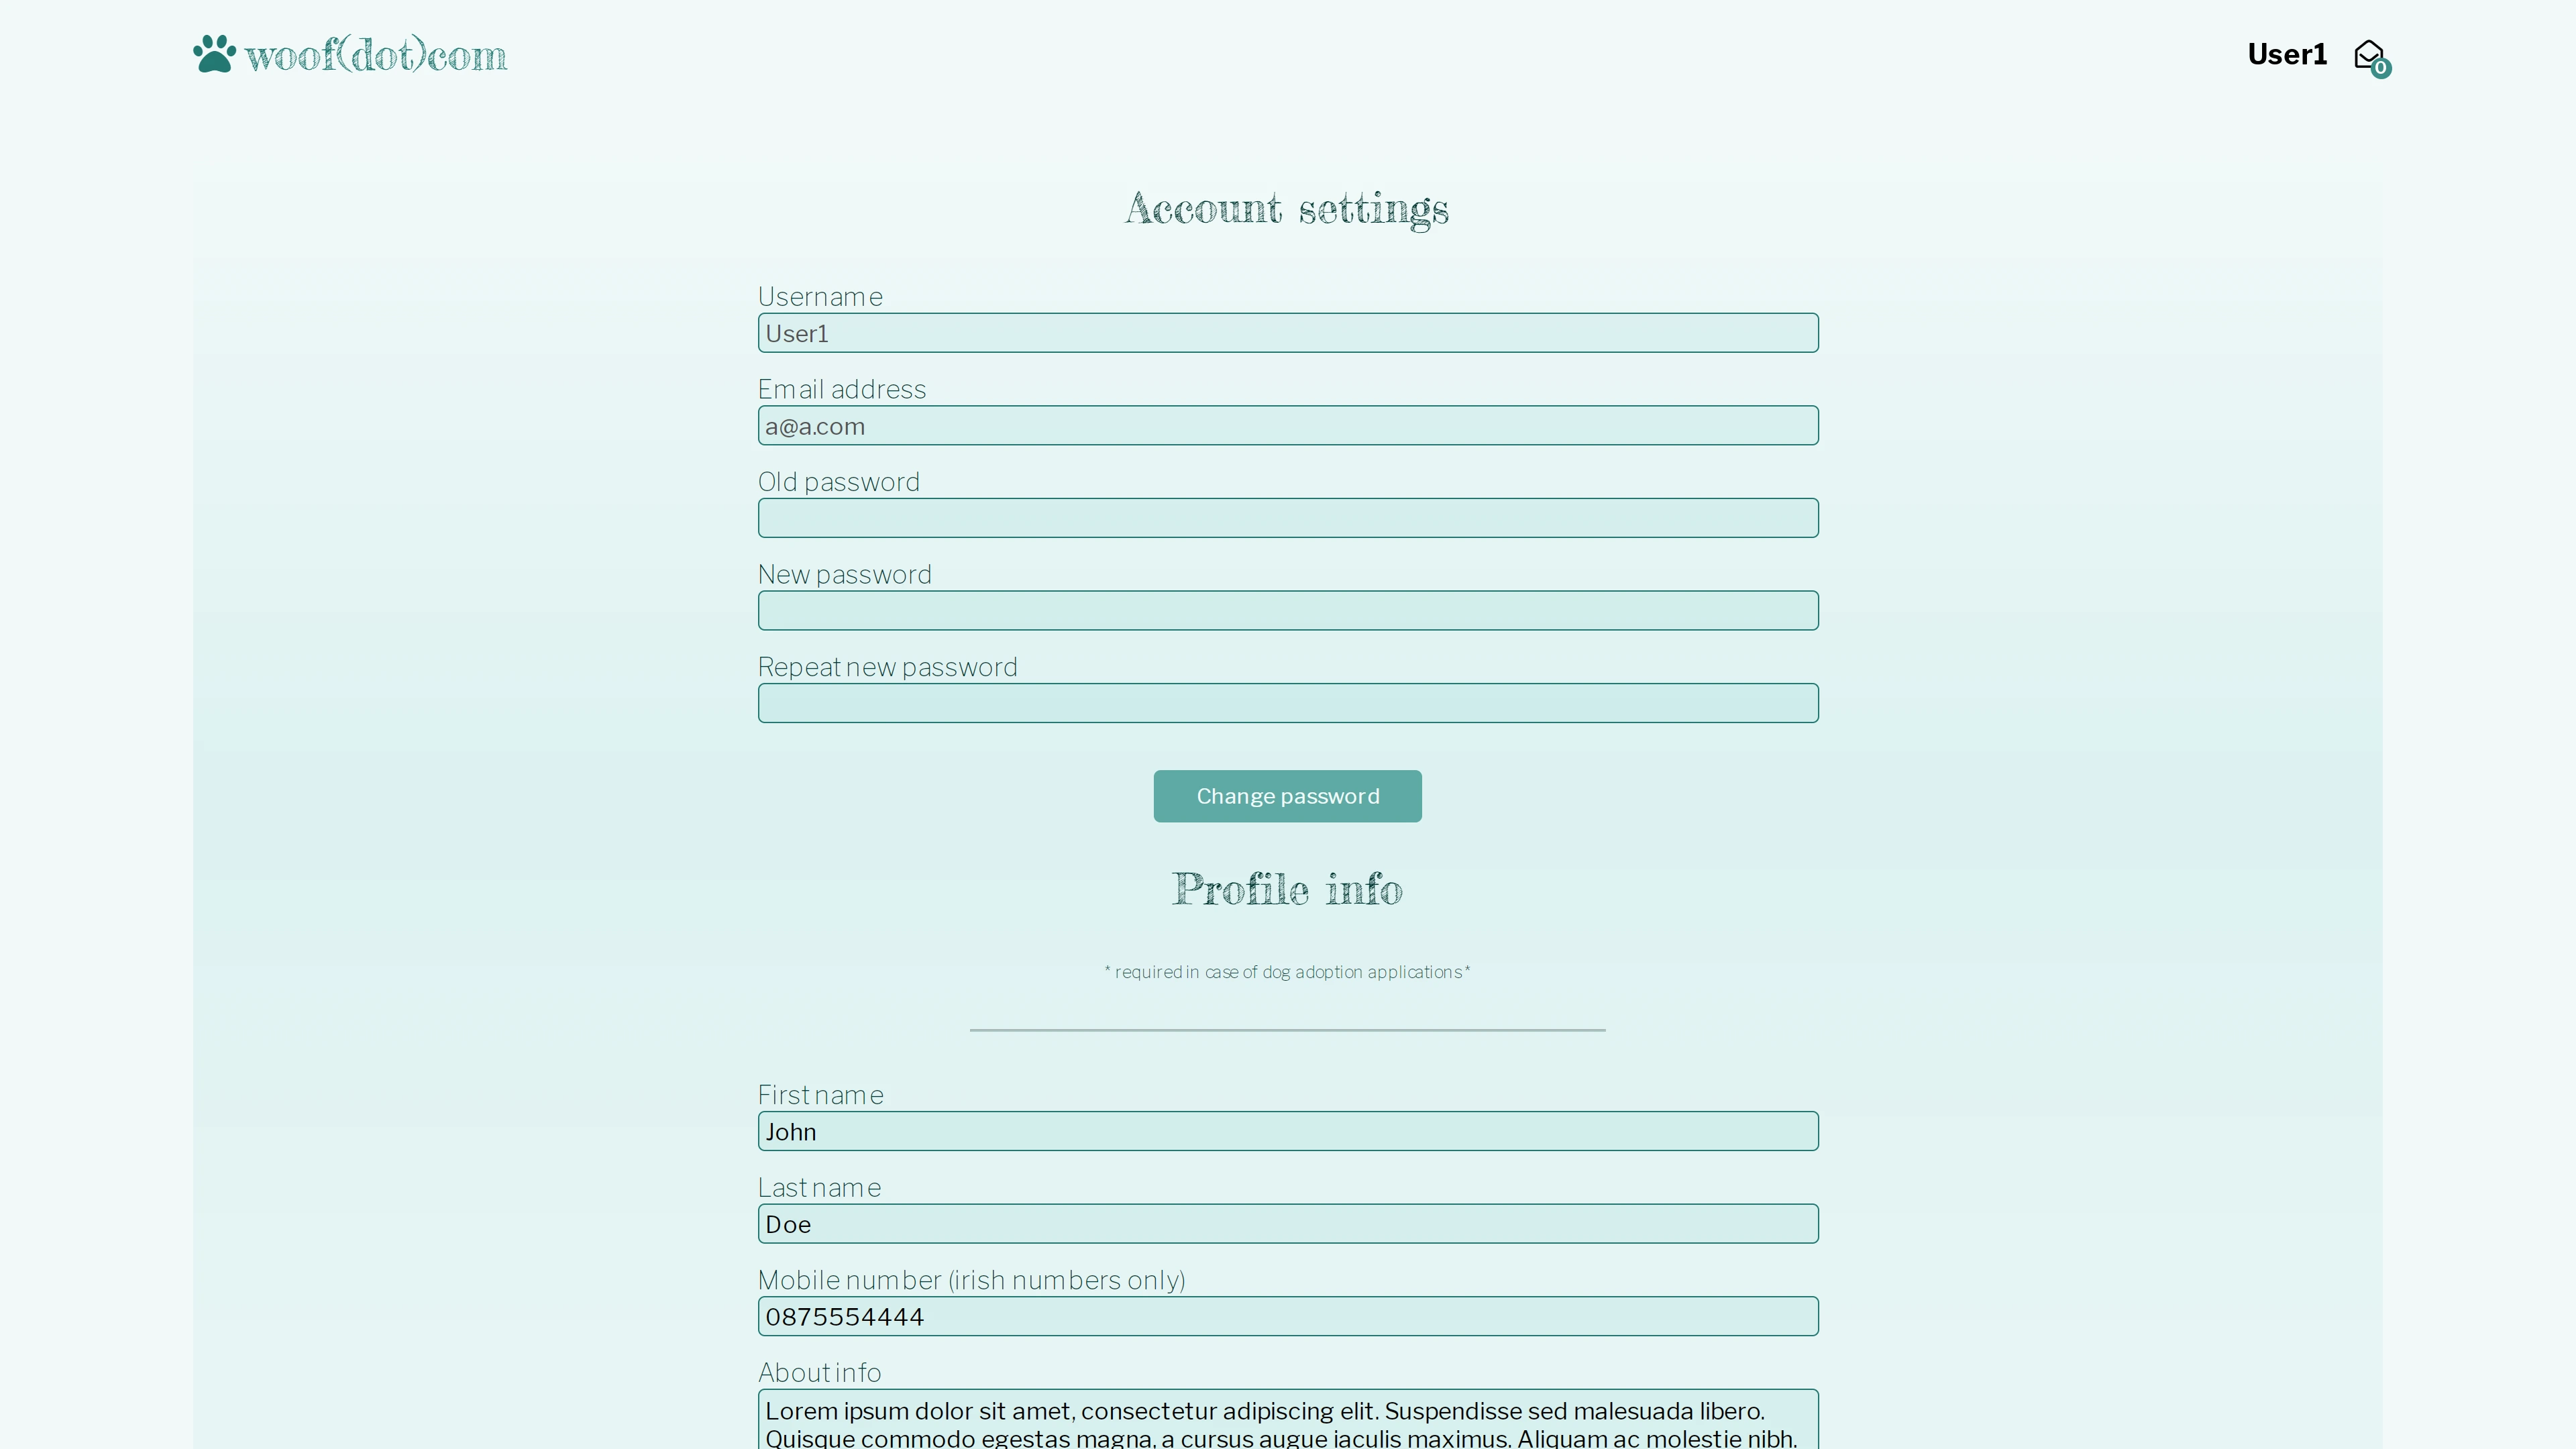 woof(dot)com
User1
0
Account settings
Username
User1
Email address
a@a.com
Old password
New password
Repeat new password
Change password
Profile info
* required in case of dog adoption applications*
First name
John
Last name
Doe
Mobile number (irish numbers only)
0875554444
About info
Lorem ipsum dolor sit amet, consectetur adipiscing elit. Suspendisse sed malesuada libero.
Quisque commodo egestas magna, a cursus augue iaculis maximus. Aliquam ac molestie nibh.